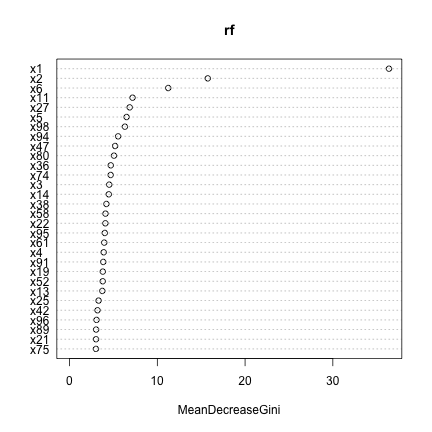 rf
x1
x2
x6
x11
x27
x5
x98
x94
x47
x80
x36
x74
x3
x14
x38
x58
x22
x95
x61
x4
x91
x19
x52
x13
x25
x42
x96
x89
x21
x75
0 10 20 30
MeanDecreaseGini